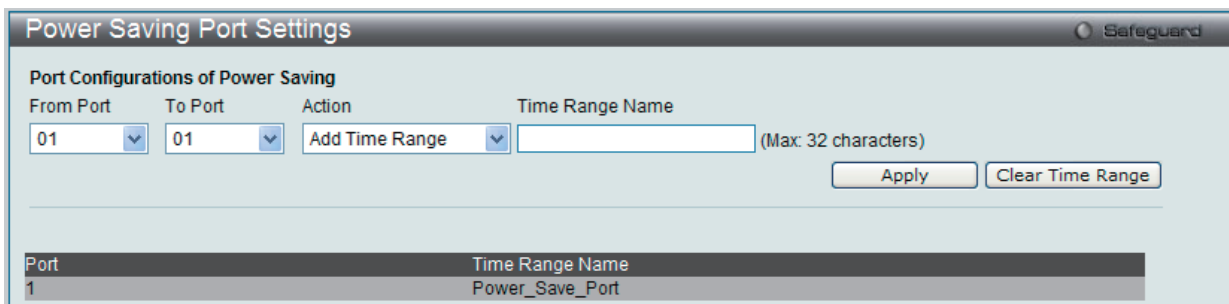 Power Saving Port Settings Safeguard
Port Configurations of Power Saving
From Port To Port Action Time Range Name
01 01 Add Time Range (Max: 32 characters)
Apply Clear Time Range
Port Time Range Name
1 Power_Save_Port